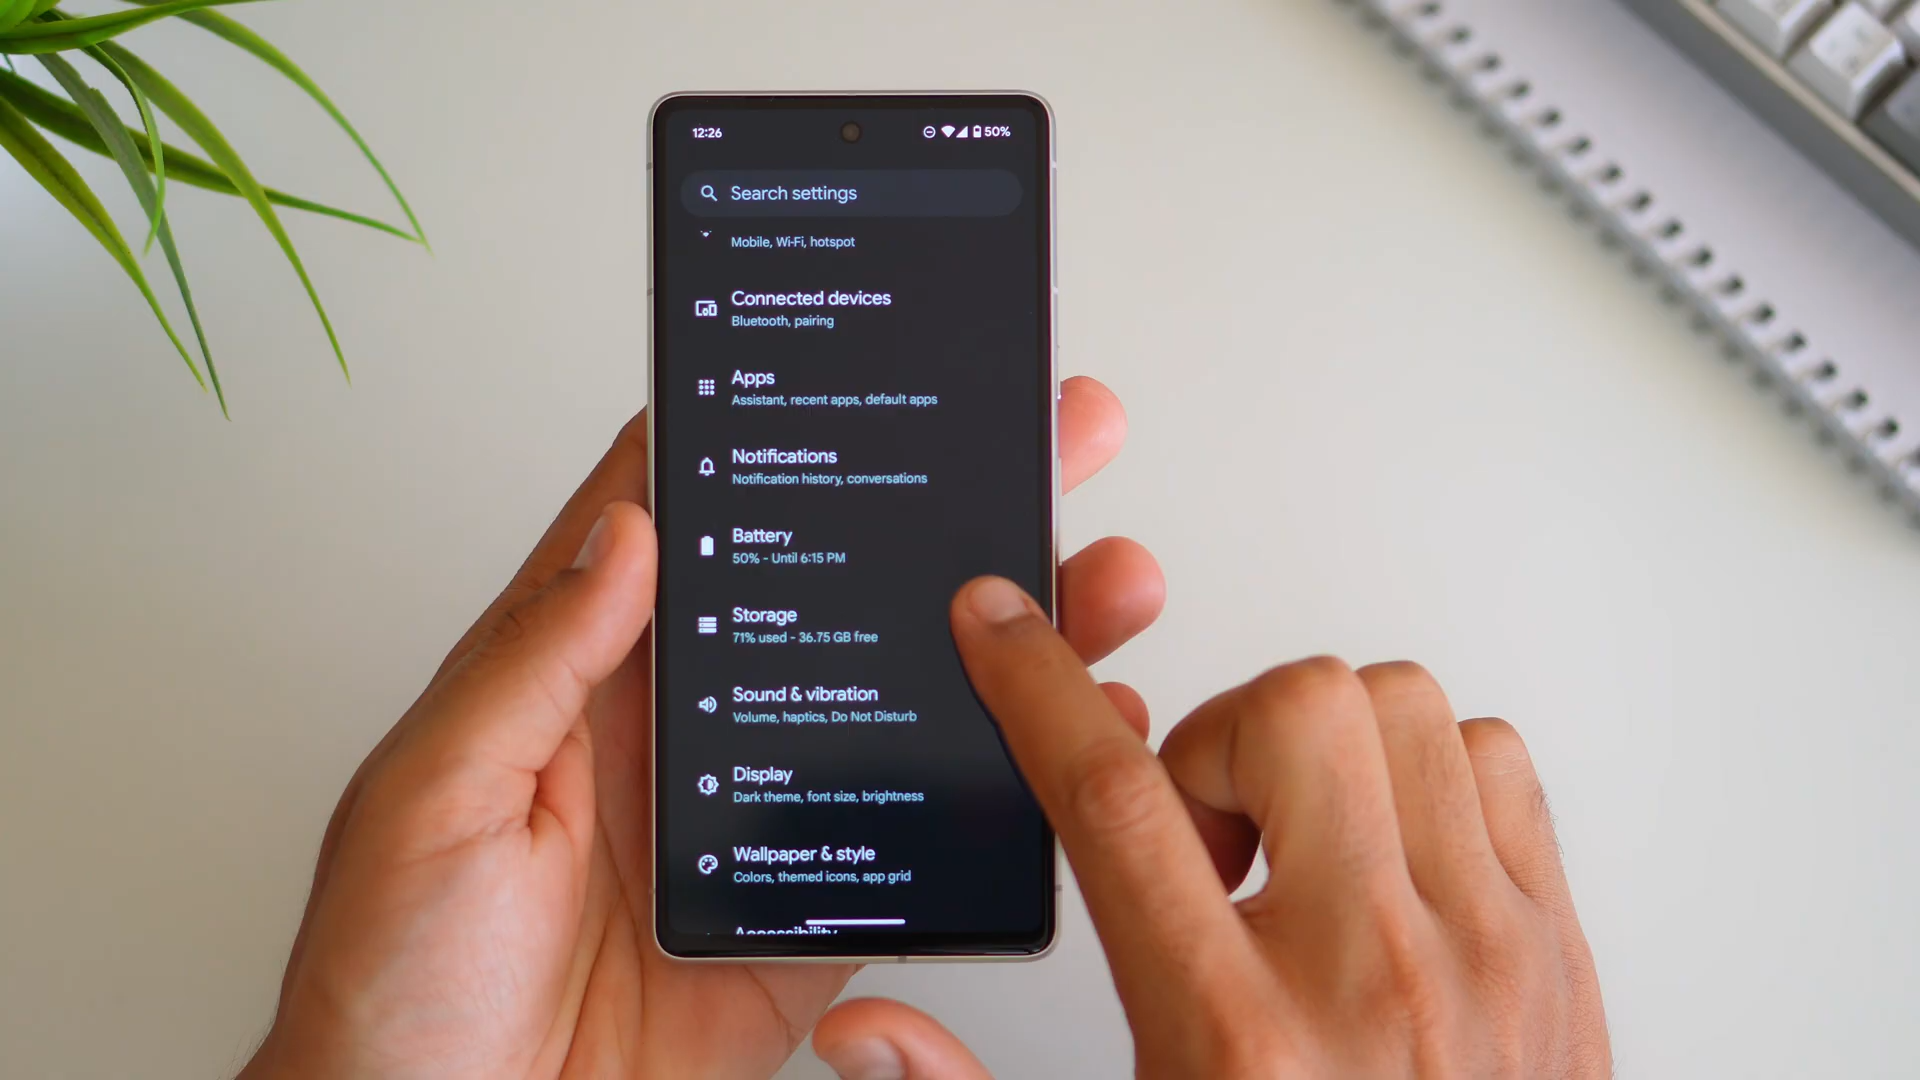 12:26 50%
Search settings
Mobile, Wi-Fi, hotspot
Connected devices
Bluetooth, pairing
Apps
Assistant, recent apps, default apps
Notifications
Notification history, conversations
Battery
50% - Until 6:15 PM
Storage
71% used - 36.75 GB free
Sound & vibration
Volume, haptics, Do Not Disturb
Display
Dark theme, font size, brightness
Wallpaper & style
Colors, themed icons, app grid
Accessibility